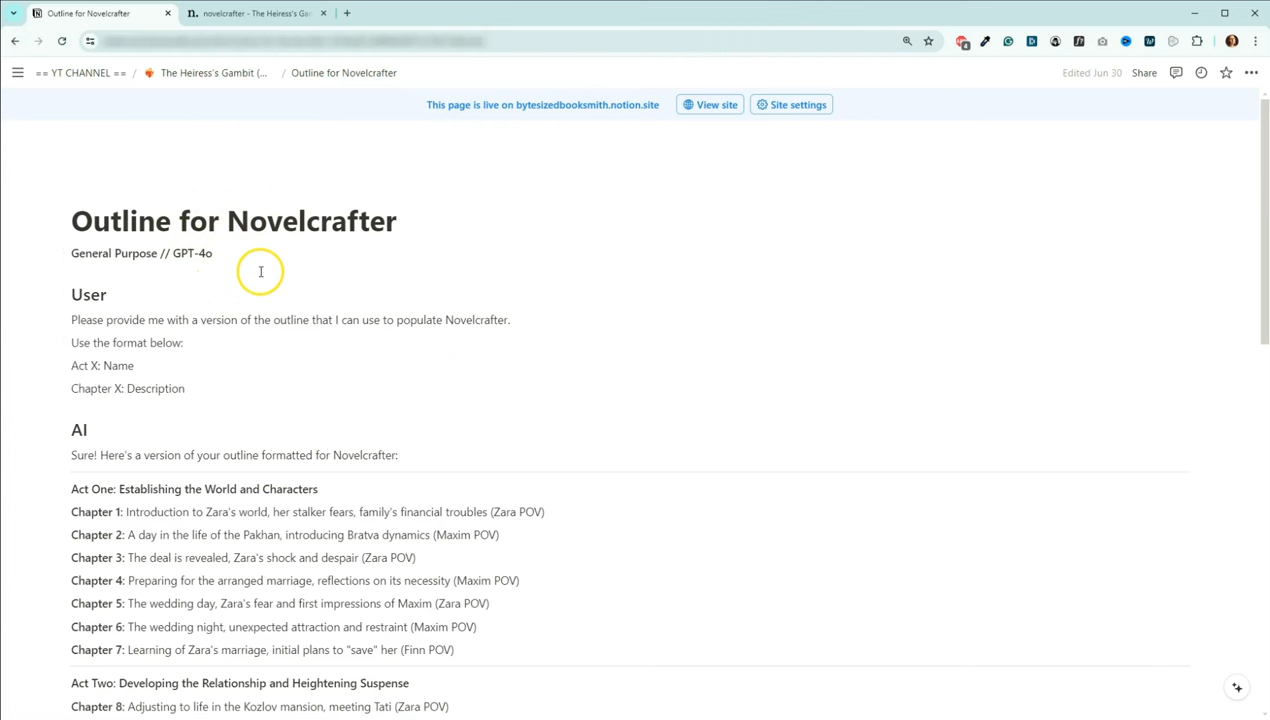 Outline for Novelcrafter
novelcrafter - The Heiress's Ga
== YT CHANNEL == / The Heiress's Gambit (... / Outline for Novelcrafter
Edited Jun 30 Share
This page is live on bytesizedbooksmith.notion.site View site Site settings
Outline for Novelcrafter
General Purpose // GPT-4o
User
Please provide me with a version of the outline that I can use to populate Novelcrafter.
Use the format below:
Act X: Name
Chapter X: Description
AI
Sure! Here's a version of your outline formatted for Novelcrafter:
Act One: Establishing the World and Characters
Chapter 1: Introduction to Zara's world, her stalker fears, family's financial troubles (Zara POV)
Chapter 2: A day in the life of the Pakhan, introducing Bratva dynamics (Maxim POV)
Chapter 3: The deal is revealed, Zara's shock and despair (Zara POV)
Chapter 4: Preparing for the arranged marriage, reflections on its necessity (Maxim POV)
Chapter 5: The wedding day, Zara's fear and first impressions of Maxim (Zara POV)
Chapter 6: The wedding night, unexpected attraction and restraint (Maxim POV)
Chapter 7: Learning of Zara's marriage, initial plans to "save" her (Finn POV)
Act Two: Developing the Relationship and Heightening Suspense
Chapter 8: Adjusting to life in the Kozlov mansion, meeting Tati (Zara POV)